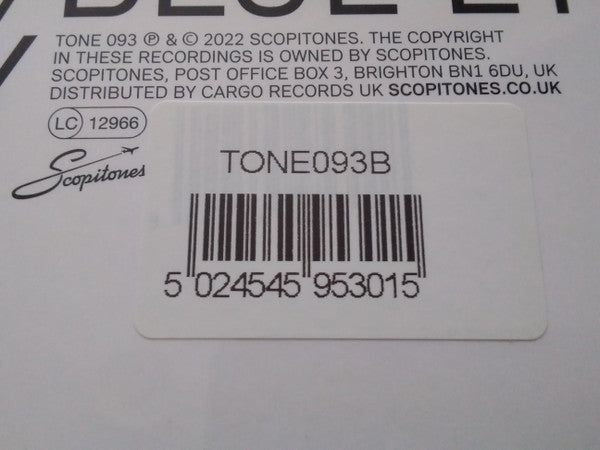 TONE 093 ℗ & © 2022 SCOPITONES. THE COPYRIGHT
IN THESE RECORDINGS IS OWNED BY SCOPITONES.
SCOPITONES, POST OFFICE BOX 3, BRIGHTON BN1 6DU, UK
DISTRIBUTED BY CARGO RECORDS UK SCOPITONES.CO.UK
LC 12966
Scopitones
TONE093B
5 024545 953015